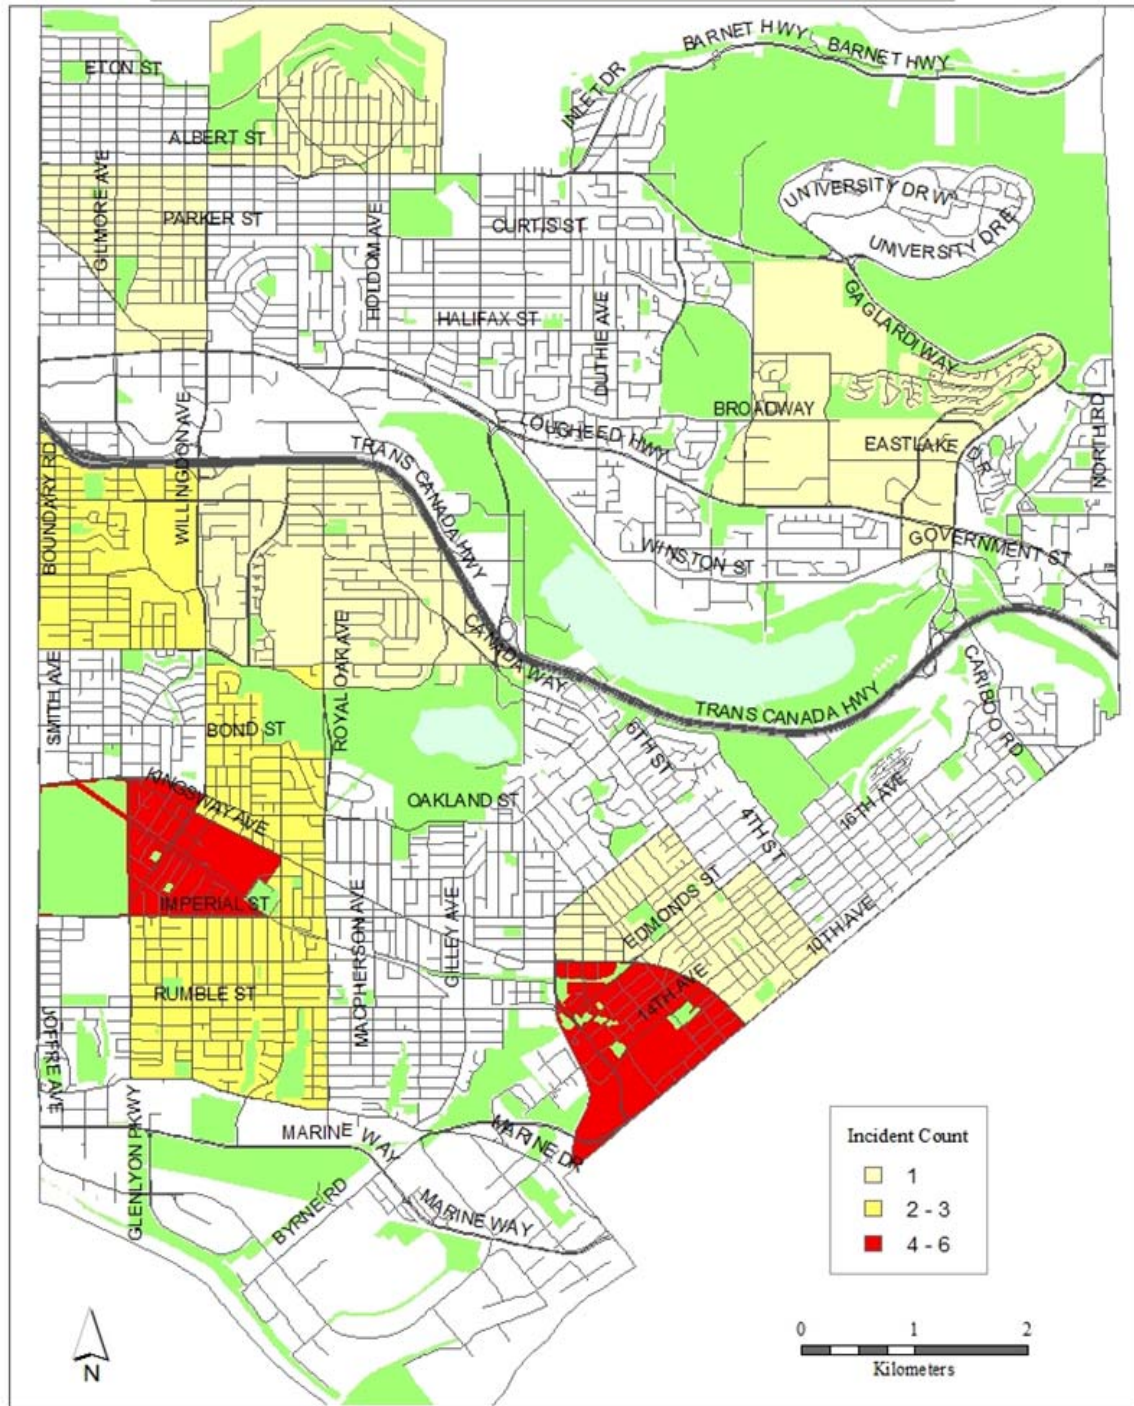 BARNET HWY
BARNET HWY
ETON ST
INLET DR
ALBERT ST
GILMORE AVE
PARKER ST
HOLDOM AVE
CURTIS ST
UNIVERSITY DR W
UNIVERSITY DR E
HALIFAX ST
DUTHIE AVE
GAGLARDI WAY
BROADWAY
LOUGHEED HWY
EASTLAKE DR
NORTH RD
WILLINGDON AVE
BOUNDARY RD
TRANS CANADA HWY
WINSTON ST
GOVERNMENT ST
CANADA WAY
ROYAL OAK AVE
SMITH AVE
BOND ST
TRANS CANADA HWY
CARIBOO RD
6TH ST
KINGSWAY AVE
OAKLAND ST
4TH ST
16TH AVE
IMPERIAL ST
MACPHERSON AVE
GILLEY AVE
EDMONDS ST
10TH AVE
RUMBLE ST
14TH AVE
JOFFRE AVE
GLENLYON PKWY
MARINE WAY
MARINE DR
BYRNE RD
MARINE WAY
Incident Count
1
2 - 3
4 - 6
N
0 1 2
Kilometers